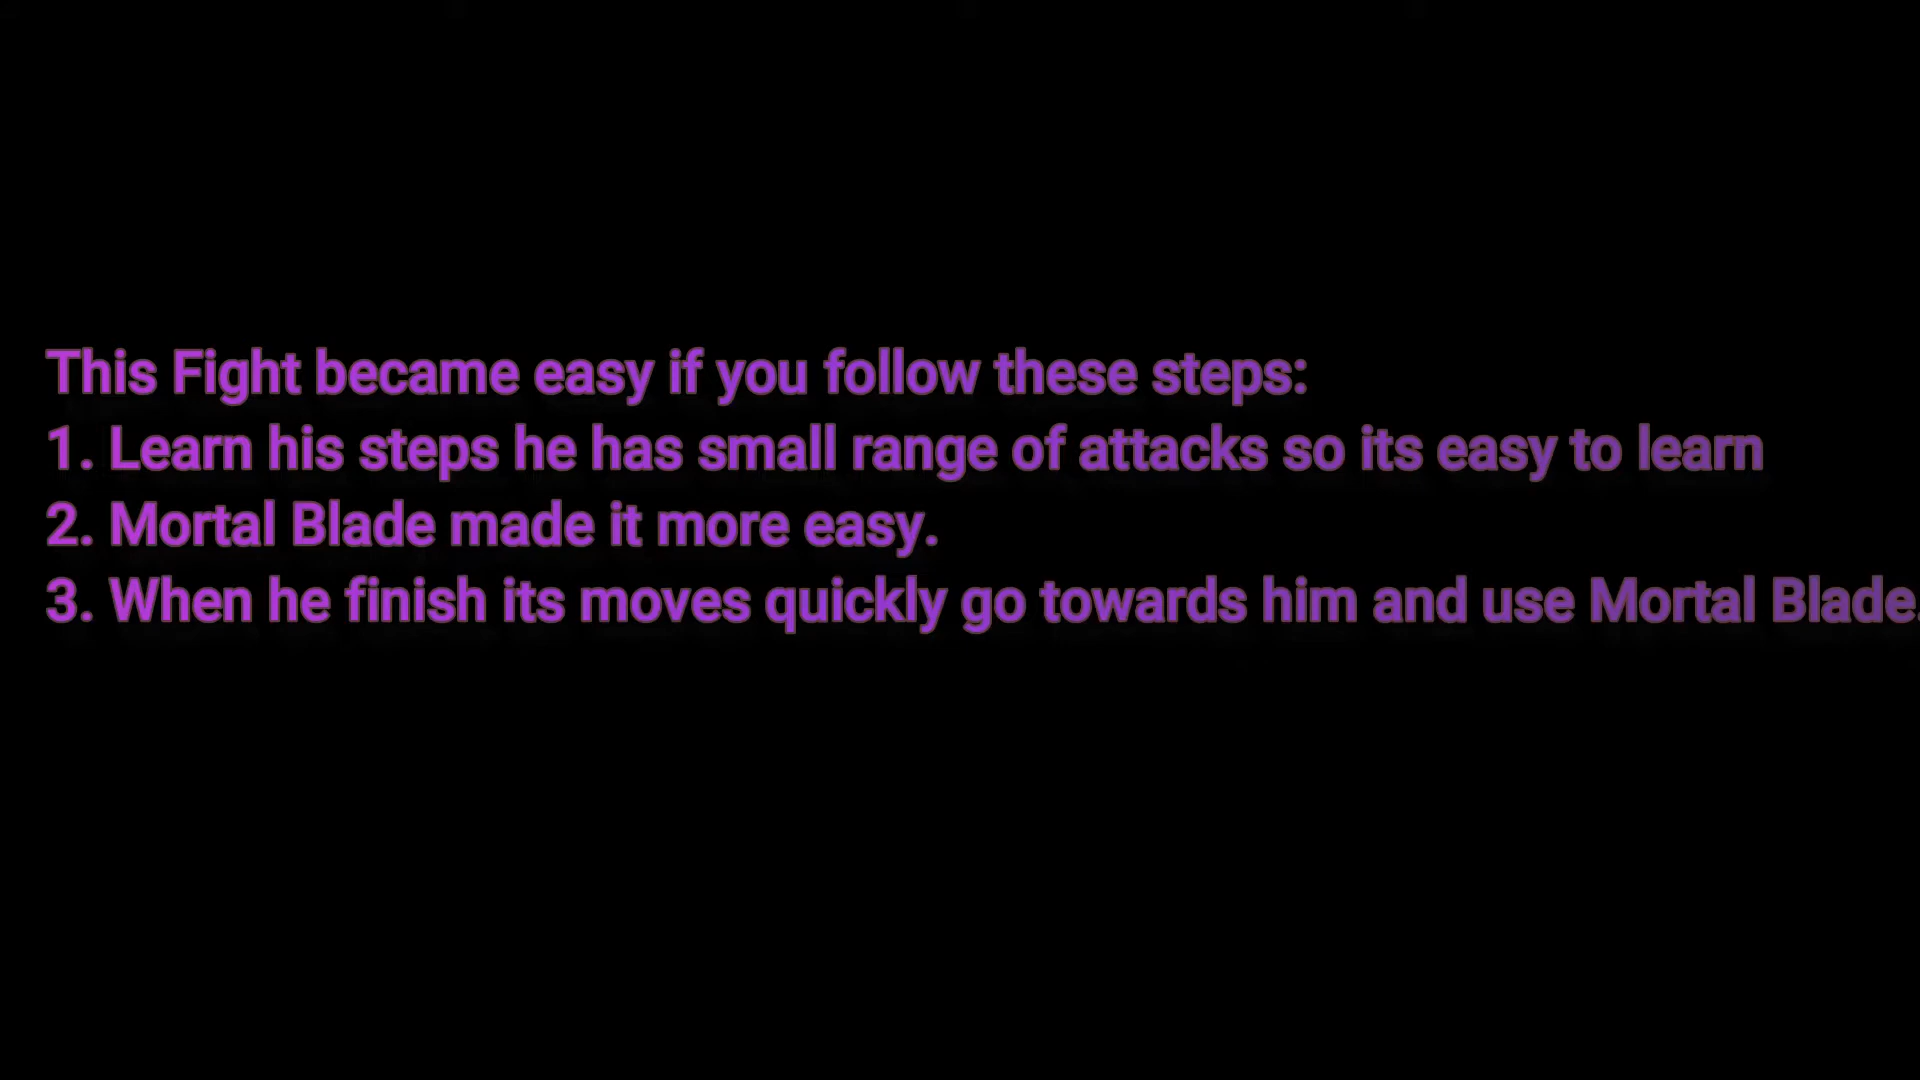 This Fight became easy if you follow these steps:
1. Learn his steps he has small range of attacks so its easy to learn
2. Mortal Blade made it more easy.
3. When he finish its moves quickly go towards him and use Mortal Blade.